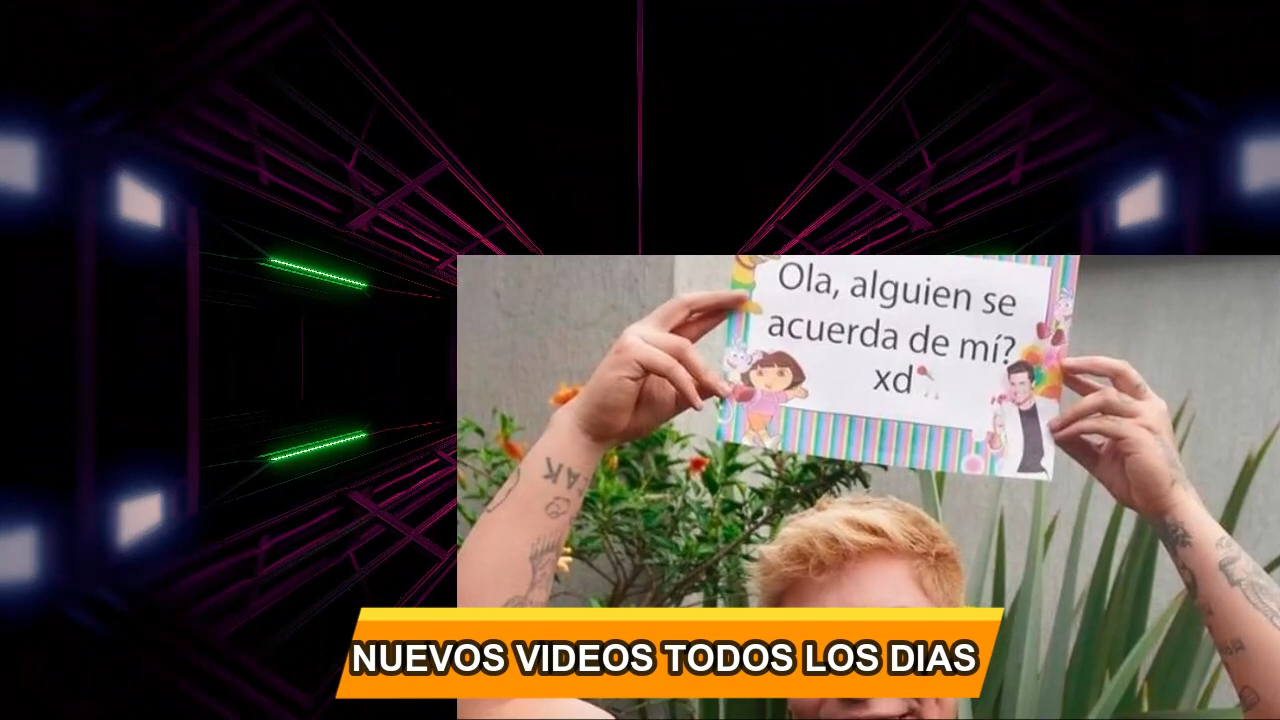 Ola, alguien se
acuerda de mí?
xd
NUEVOS VIDEOS TODOS LOS DIAS